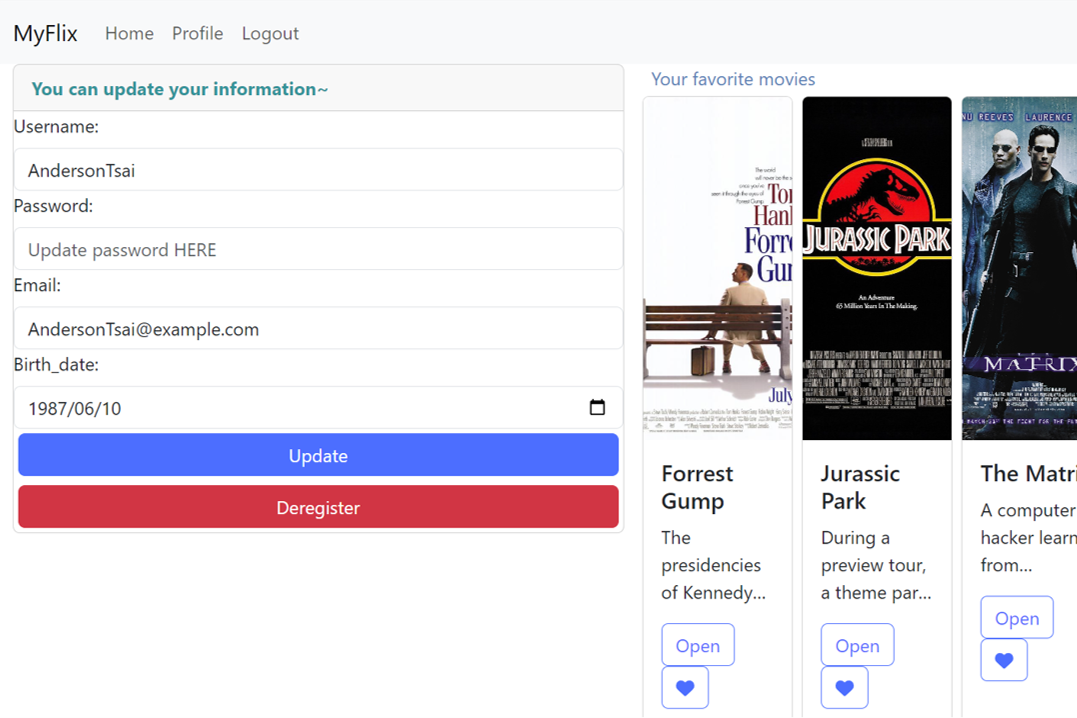 MyFlix Home Profile Logout
You can update your information~
Username:
AndersonTsai
Password:
Update password HERE
Email:
AndersonTsai@example.com
Birth_date:
1987/06/10
Update
Deregister
Your favorite movies
The world
will never be the s
once you've
seen it through the eyes of
Forrest Gump.
Tom
Hank
Forre
Gum
July
Forrest
Gump
The
presidencies
of Kennedy...
Open
JURASSIC PARK
An Adventure
65 Million Years In The Making.
Jurassic
Park
During a
preview tour,
a theme par...
Open
NU REEVES LAURENCE
MATRIX
The Matri
A computer
hacker learn
from...
Open